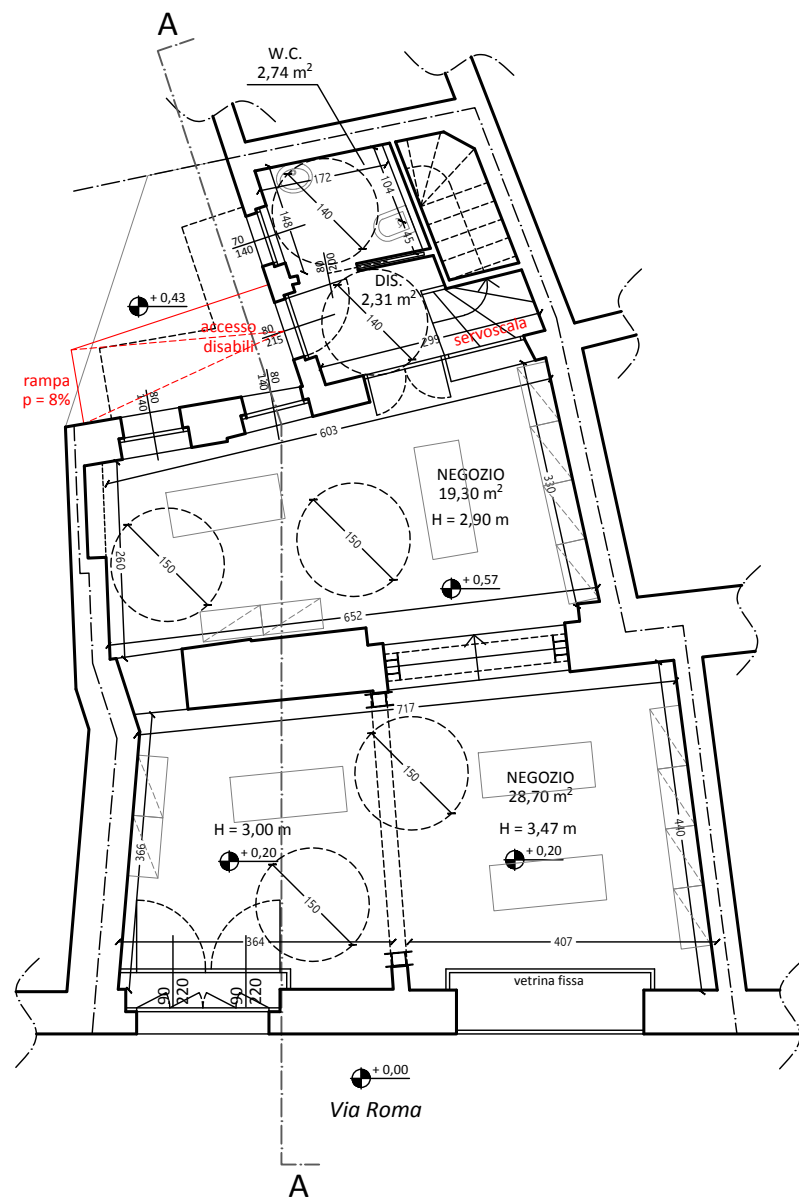 A
W.C.
2,74 m²
172
104
148
140
45
70
140
200
80
DIS.
2,31 m²
+ 0,43
accesso
disabili
80
215
140
299
servoscala
rampa
p = 8%
80
140
80
140
603
NEGOZIO
19,30 m²
H = 2,90 m
330
150
150
260
+ 0,57
652
717
150
NEGOZIO
28,70 m²
H = 3,00 m
H = 3,47 m
366
440
+ 0,20
+ 0,20
150
364
407
90
220
90
220
vetrina fissa
+ 0,00
Via Roma
A